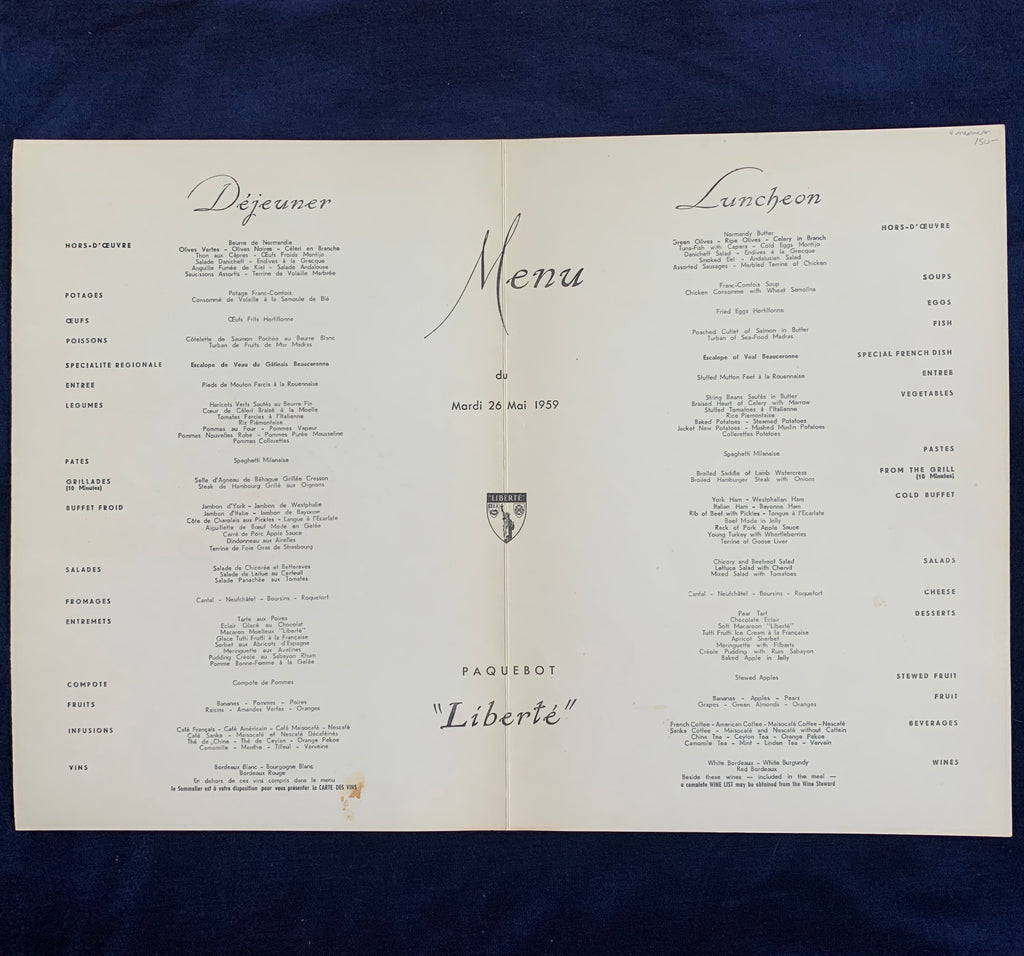 Déjeuner
HORS-D'ŒUVRE
Beurre de Normandie
Olives Vertes - Olives Noires - Céleri en Branche
Thon aux Câpres - Œufs Froids Montijo
Salade Danicheff - Endives à la Grecque
Anguille Fumée de Kiel - Salade Andalouse
Saucissons Assortis - Terrine de Volaille Marbrée
POTAGES
Potage Franc-Comtois
Consommé de Volaille à la Semoule de Blé
ŒUFS
Œufs Frits Hortillonne
POISSONS
Côtelette de Saumon Pochée au Beurre Blanc
Turban de Fruits de Mer Madras
SPECIALITE REGIONALE
Escalope de Veau du Gâtinais Beauceronne
ENTREE
Pieds de Mouton Farcis à la Rouennaise
LEGUMES
Haricots Verts Sautés au Beurre Fin
Cœur de Céleri Braisé à la Moelle
Tomates Farcies à l'Italienne
Riz Piémontaise
Pommes au Four - Pommes Vapeur
Pommes Nouvelles Robe - Pommes Purée Mousseline
Pommes Collerettes
PATES
Spaghetti Milanaise
GRILLADES
(10 Minutes)
Selle d'Agneau de Béhague Grillée Cresson
Steak de Hambourg Grillé aux Oignons
BUFFET FROID
Jambon d'York - Jambon de Westphalie
Jambon d'Italie - Jambon de Bayonne
Côte de Charolais aux Pickles - Langue à l'Ecarlate
Aiguillette de Bœuf Mode en Gelée
Carré de Porc Apple Sauce
Dindonneau aux Airelles
Terrine de Foie Gras de Strasbourg
SALADES
Salade de Chicorée et Betteraves
Salade de Laitue au Cerfeuil
Salade Panachée aux Tomates
FROMAGES
Cantal - Neufchâtel - Boursins - Roquefort
ENTREMETS
Tarte aux Poires
Eclair Glacé au Chocolat
Macaron Moelleux "Liberté"
Glace Tutti Frutti à la Française
Sorbet aux Abricots d'Espagne
Meringuette aux Avelines
Pudding Créole au Sabayon Rhum
Pomme Bonne-Femme à la Gelée
COMPOTE
Compote de Pommes
FRUITS
Bananes - Pommes - Poires
Raisins - Amandes Vertes - Oranges
INFUSIONS
Café Français - Café Américain - Café Maisocafé - Nescafé
Café Sanka - Maisocafé et Nescafé Décaféinés
Thé de Chine - Thé de Ceylan - Orange Pekoe
Camomille - Menthe - Tilleul - Verveine
VINS
Bordeaux Blanc - Bourgogne Blanc
Bordeaux Rouge
En dehors de ces vins compris dans le menu
le Sommelier est à votre disposition pour vous présenter la CARTE DES VINS
Menu
du
Mardi 26 Mai 1959
"LIBERTÉ"
PAQUEBOT
"Liberté"
150-
Luncheon
HORS-D'ŒUVRE
Normandy Butter
Green Olives - Ripe Olives - Celery in Branch
Tuna-Fish with Capers - Cold Eggs Montijo
Danicheff Salad - Endives à la Grecque
Smoked Eel - Andalusian Salad
Assorted Sausages - Marbled Terrine of Chicken
SOUPS
Franc-Comtois Soup
Chicken Consomme with Wheat Semolina
EGGS
Fried Eggs Hortillonne
FISH
Poached Cutlet of Salmon in Butter
Turban of Sea-Food Madras
SPECIAL FRENCH DISH
Escalope of Veal Beauceronne
ENTREE
Stuffed Mutton Feet à la Rouennaise
VEGETABLES
String Beans Sautés in Butter
Braised Heart of Celery with Marrow
Stuffed Tomatoes à l'Italienne
Rice Piemontaise
Baked Potatoes - Steamed Potatoes
Jacket New Potatoes - Mashed Muslin Potatoes
Collerettes Potatoes
PASTES
Spaghetti Milanaise
FROM THE GRILL
(10 Minutes)
Broiled Saddle of Lamb Watercress
Broiled Hamburger Steak with Onions
COLD BUFFET
York Ham - Westphalian Ham
Italian Ham - Bayonne Ham
Rib of Beef with Pickles - Tongue à l'Ecarlate
Beef Mode in Jelly
Rack of Pork Apple Sauce
Young Turkey with Whortleberries
Terrine of Goose Liver
SALADS
Chicory and Beetroot Salad
Lettuce Salad with Chervil
Mixed Salad with Tomatoes
CHEESE
Cantal - Neufchâtel - Boursins - Roquefort
DESSERTS
Pear Tart
Chocolate Eclair
Soft Macaroon "Liberté"
Tutti Frutti Ice Cream à la Française
Apricot Sherbet
Meringuette with Filberts
Créole Pudding with Rum Sabayon
Baked Apple in Jelly
STEWED FRUIT
Stewed Apples
FRUIT
Bananas - Apples - Pears
Grapes - Green Almonds - Oranges
BEVERAGES
French Coffee - American Coffee - Maisocafé Coffee - Nescafé
Sanka Coffee - Maisocafé and Nescafé without Caffein
China Tea - Ceylon Tea - Orange Pekoe
Camomile Tea - Mint - Linden Tea - Vervain
WINES
White Bordeaux - White Burgundy
Red Bordeaux
Beside these wines — included in the meal —
a complete WINE LIST may be obtained from the Wine Steward